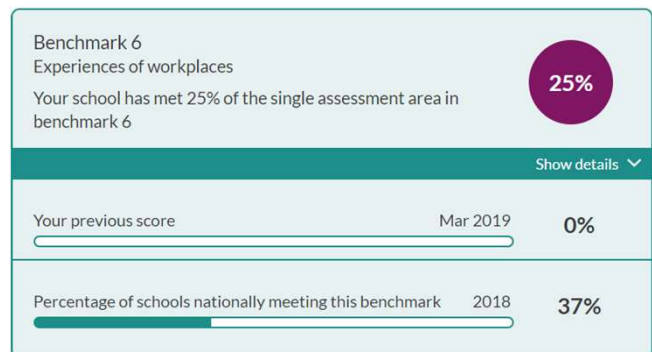 Benchmark 6
Experiences of workplaces
25%
Your school has met 25% of the single assessment area in
benchmark 6
Show details
Your previous score Mar 2019 0%
Percentage of schools nationally meeting this benchmark 2018 37%